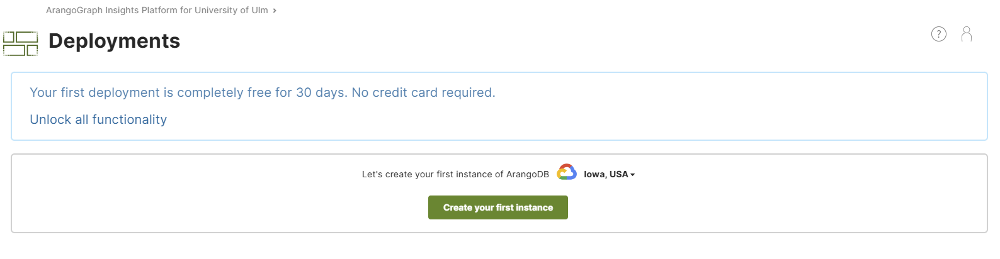 ArangoGraph Insights Platform for University of Ulm ›
Deployments
?
Your first deployment is completely free for 30 days. No credit card required.
Unlock all functionality
Let's create your first instance of ArangoDB Iowa, USA
Create your first instance